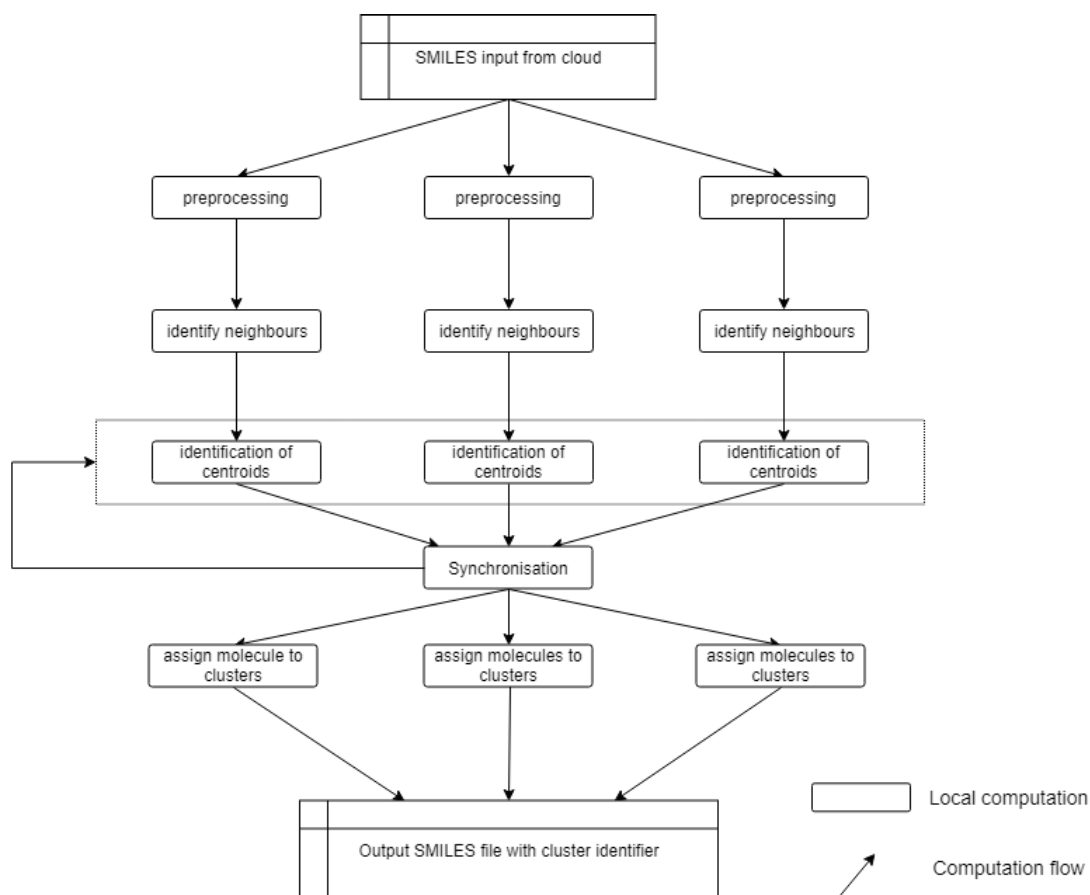 SMILES input from cloud
preprocessing
preprocessing
preprocessing
identify neighbours
identify neighbours
identify neighbours
identification of
centroids
identification of
centroids
identification of
centroids
Synchronisation
assign molecule to
clusters
assign molecules to
clusters
assign molecules to
clusters
Local computation
Output SMILES file with cluster identifier
Computation flow